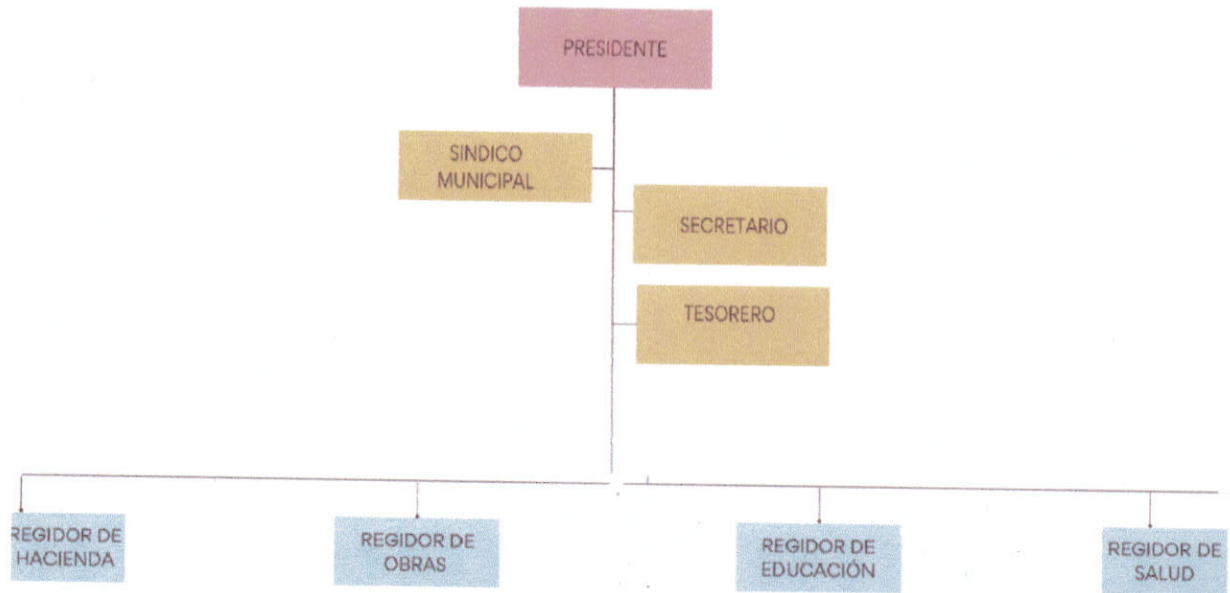 PRESIDENTE
SINDICO
MUNICIPAL
SECRETARIO
TESORERO
REGIDOR DE
HACIENDA
REGIDOR DE
OBRAS
REGIDOR DE
EDUCACIÓN
REGIDOR DE
SALUD